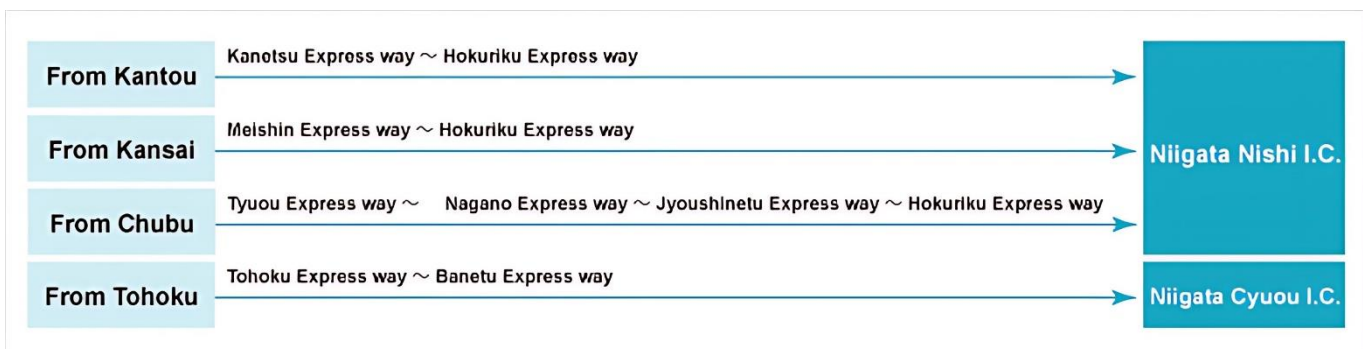 From Kantou
Kanotsu Express way ～ Hokuriku Express way
From Kansai
Meishin Express way ～ Hokuriku Express way
Niigata Nishi I.C.
From Chubu
Tyuou Express way ～ Nagano Express way ～ Jyoushinetu Express way ～ Hokuriku Express way
From Tohoku
Tohoku Express way ～ Banetu Express way
Niigata Cyuou I.C.